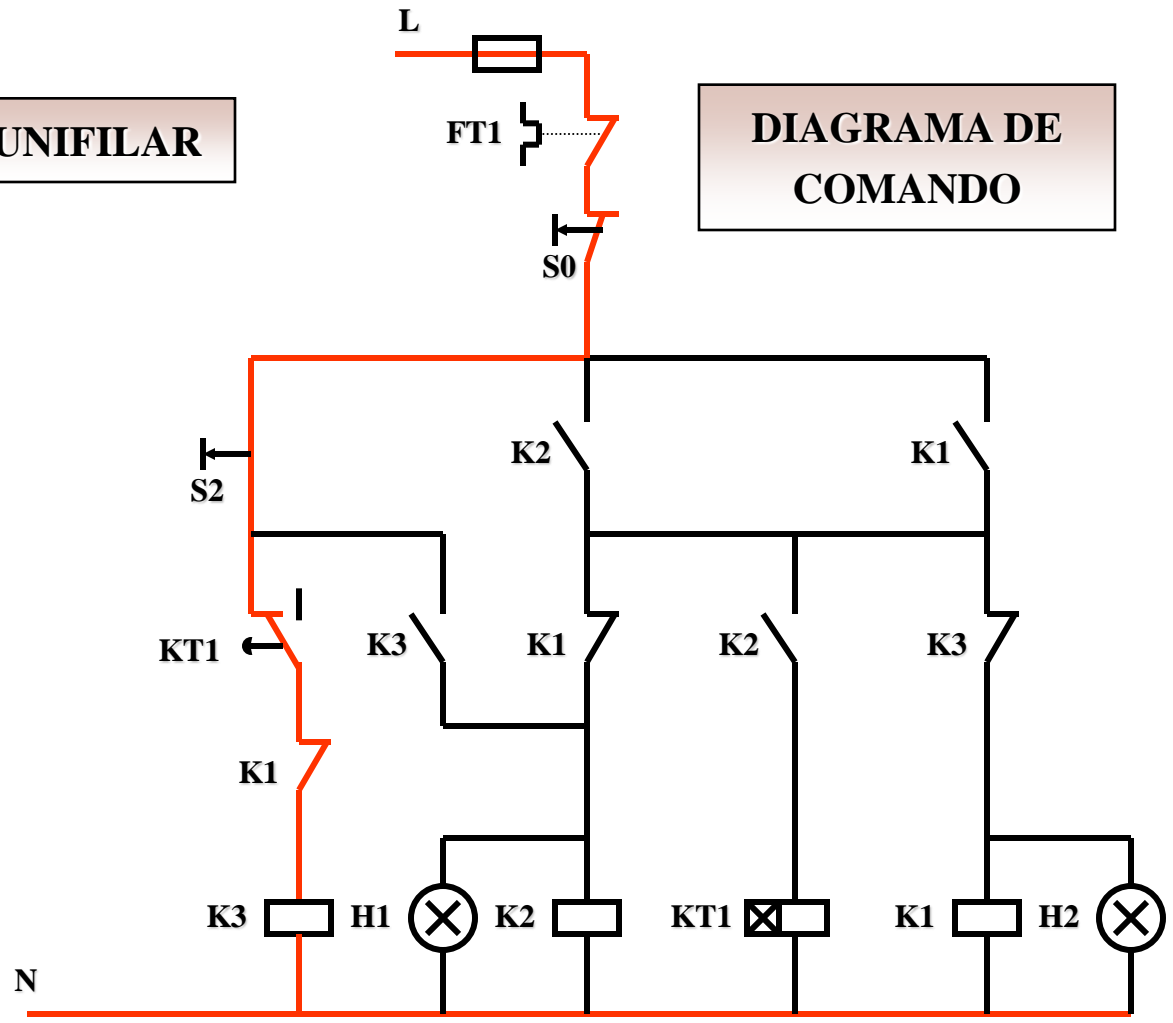 L
UNIFILAR
FT1
DIAGRAMA DE
COMANDO
S0
S2
K2
K1
KT1
K3
K1
K2
K3
K1
K3
H1
K2
KT1
K1
H2
N